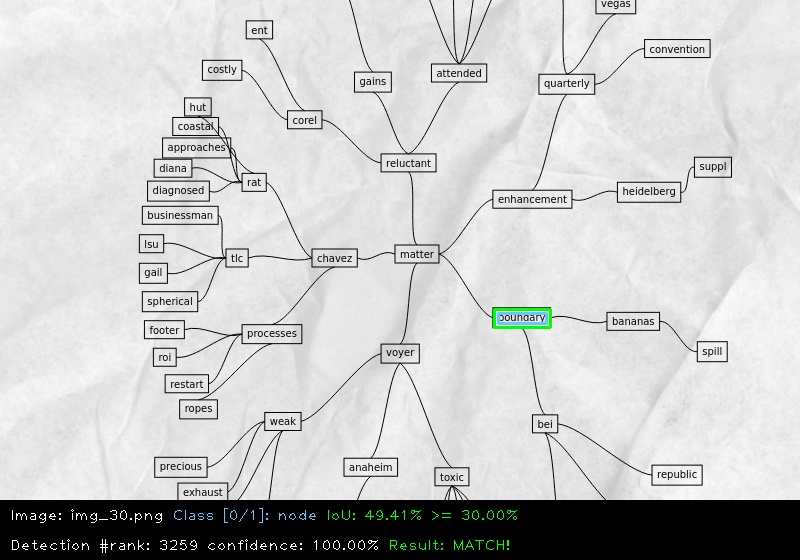 vegas
ent
convention
costly
gains
attended
quarterly
hut
corel
coastal
approaches
reluctant
suppl
diana
rat
diagnosed
heidelberg
enhancement
businessman
lsu
matter
tlc
chavez
gail
spherical
boundary
bananas
footer
processes
roi
voyer
spill
restart
ropes
weak
bei
precious
anaheim
republic
toxic
exhaust
Image: img_30.png Class [0/1]: node IoU: 49.41% >= 30.00%
Detection #rank: 3259 confidence: 100.00% Result: MATCH!